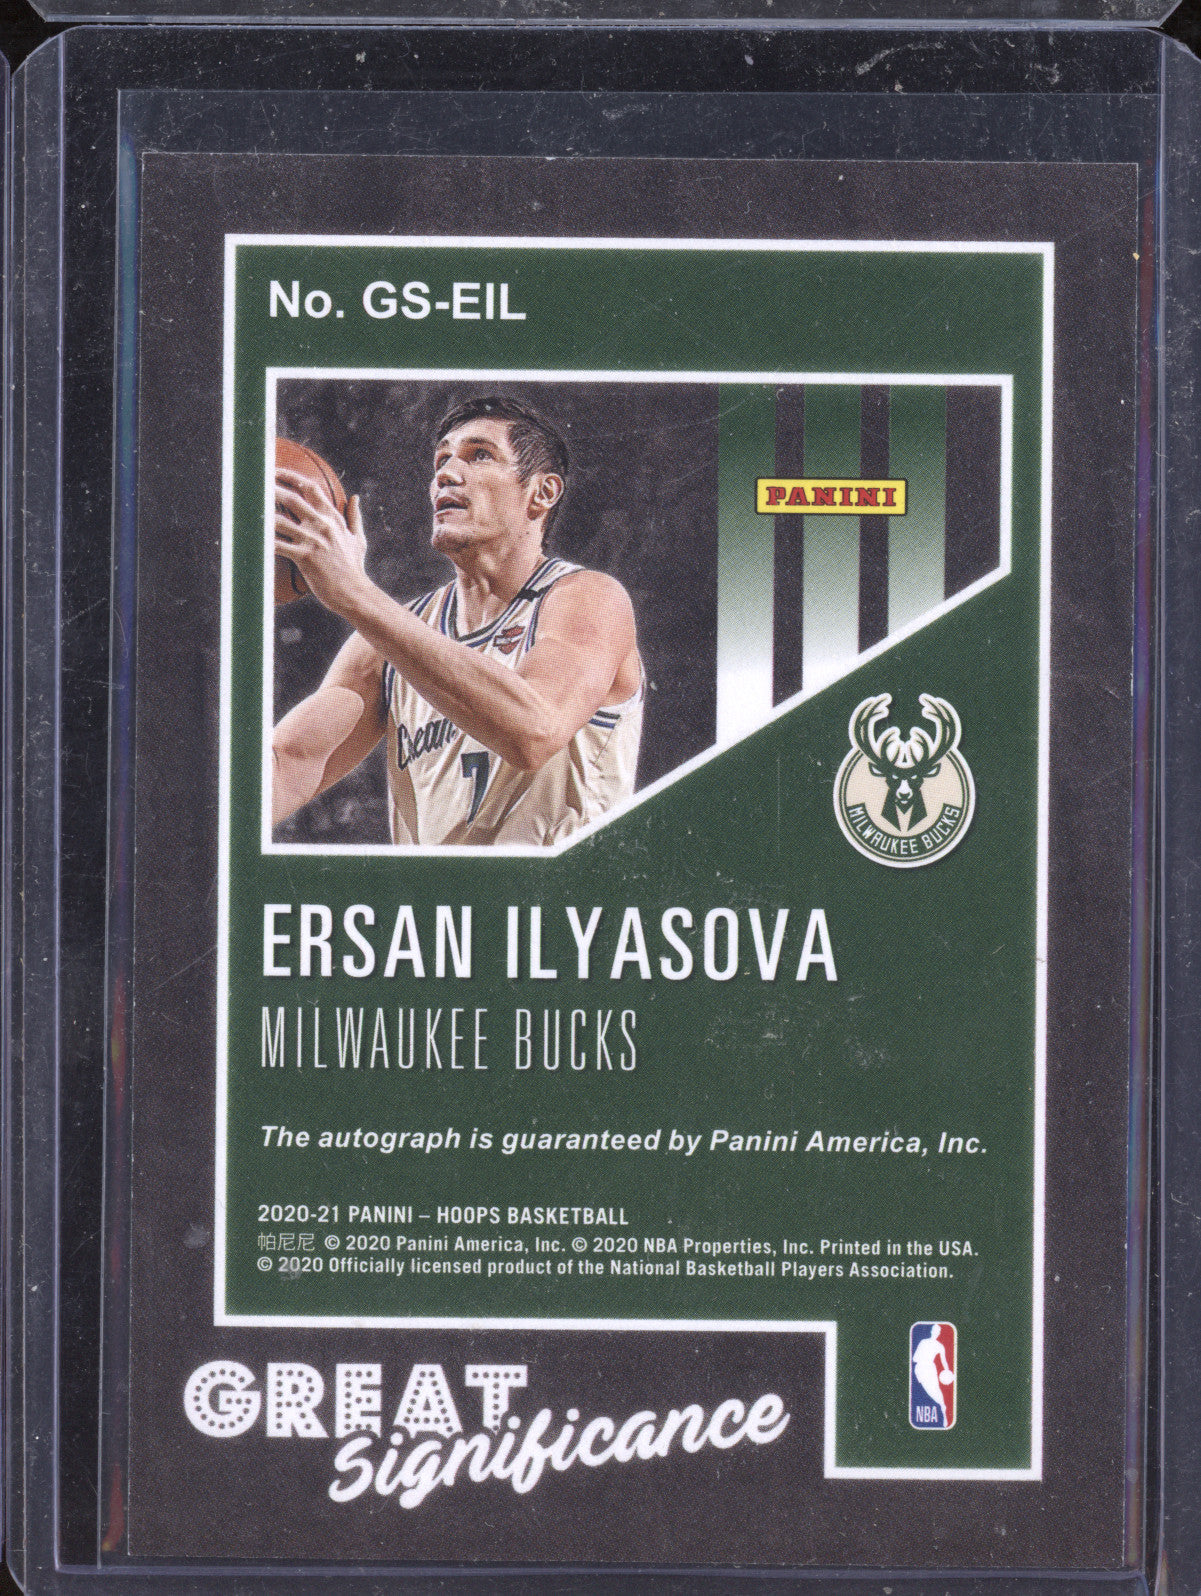 No. GS-EIL
PANINI
Cream
7
MILWAUKEE BUCKS
ERSAN ILYASOVA
MILWAUKEE BUCKS
The autograph is guaranteed by Panini America, Inc.
2020-21 PANINI – HOOPS BASKETBALL
帕尼尼 © 2020 Panini America, Inc. © 2020 NBA Properties, Inc. Printed in the USA.
© 2020 Officially licensed product of the National Basketball Players Association.
NBA
GREAT
Significance